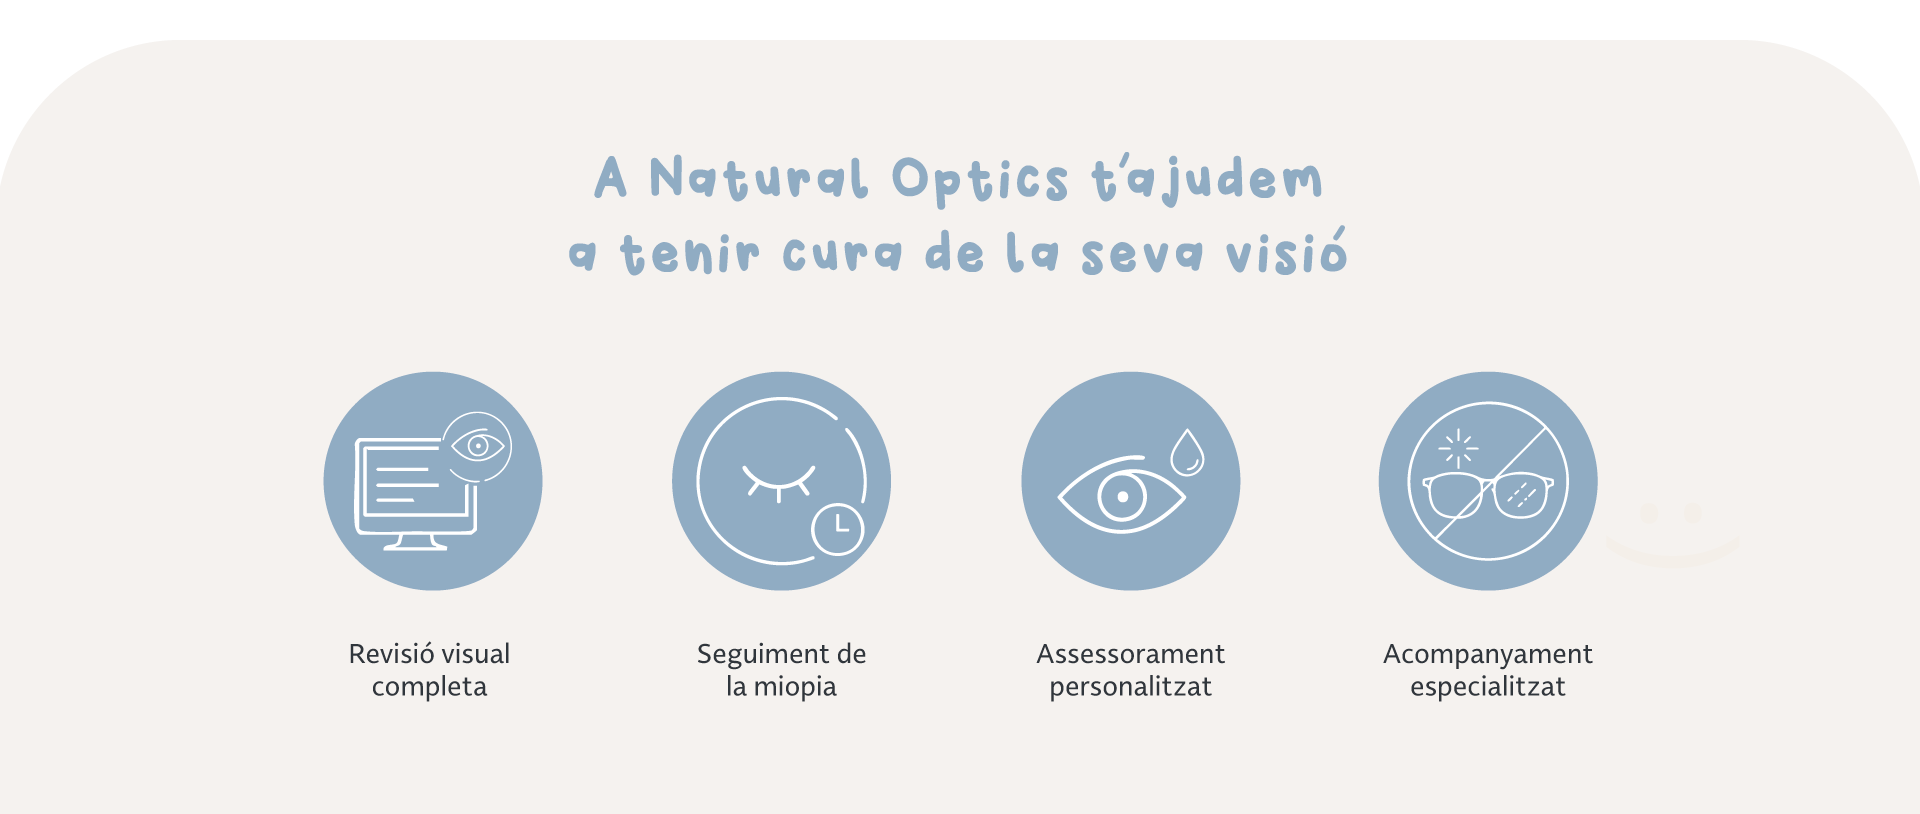 A Natural Optics t'ajudem
a tenir cura de la seva visió
Revisió visual
completa
Seguiment de
la miopia
Assessorament
personalitzat
Acompanyament
especialitzat